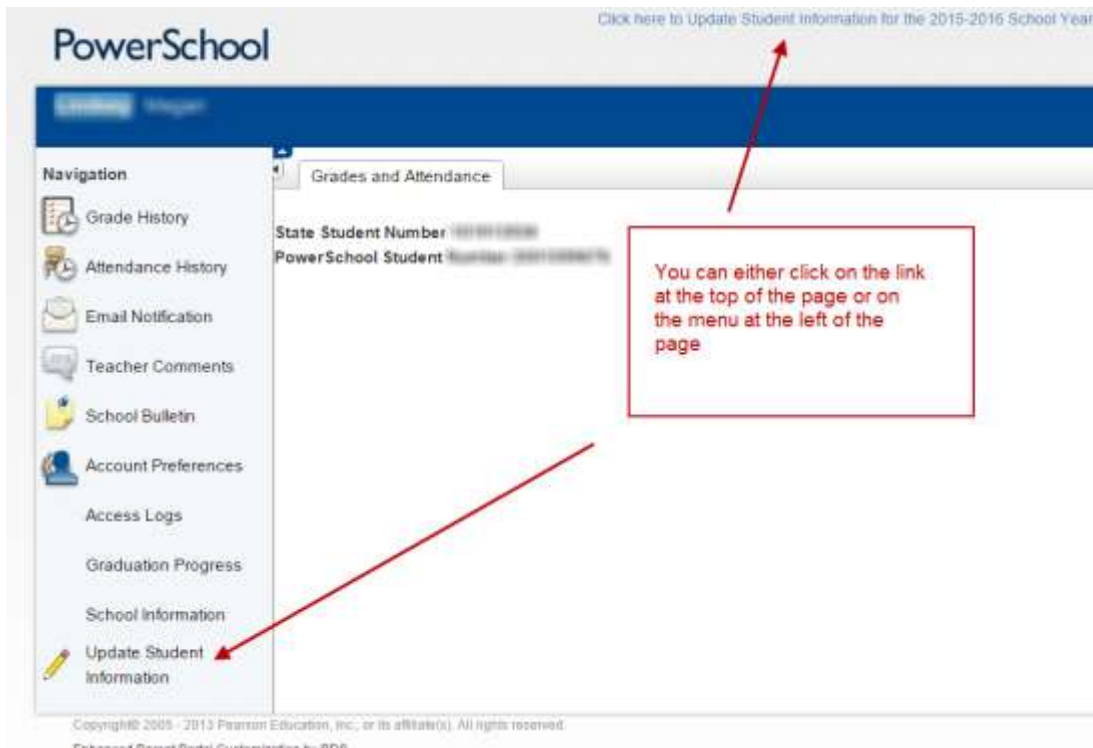 Click here to Update Student Information for the 2015-2016 School Year
PowerSchool
Navigation
Grades and Attendance
Grade History
State Student Number
PowerSchool Student
Attendance History
Email Notification
Teacher Comments
School Bulletin
Account Preferences
Access Logs
Graduation Progress
School Information
Update Student
Information
You can either click on the link
at the top of the page or on
the menu at the left of the
page
Copyright© 2005 - 2013 Pearson Education, Inc., or its affiliate(s). All rights reserved.